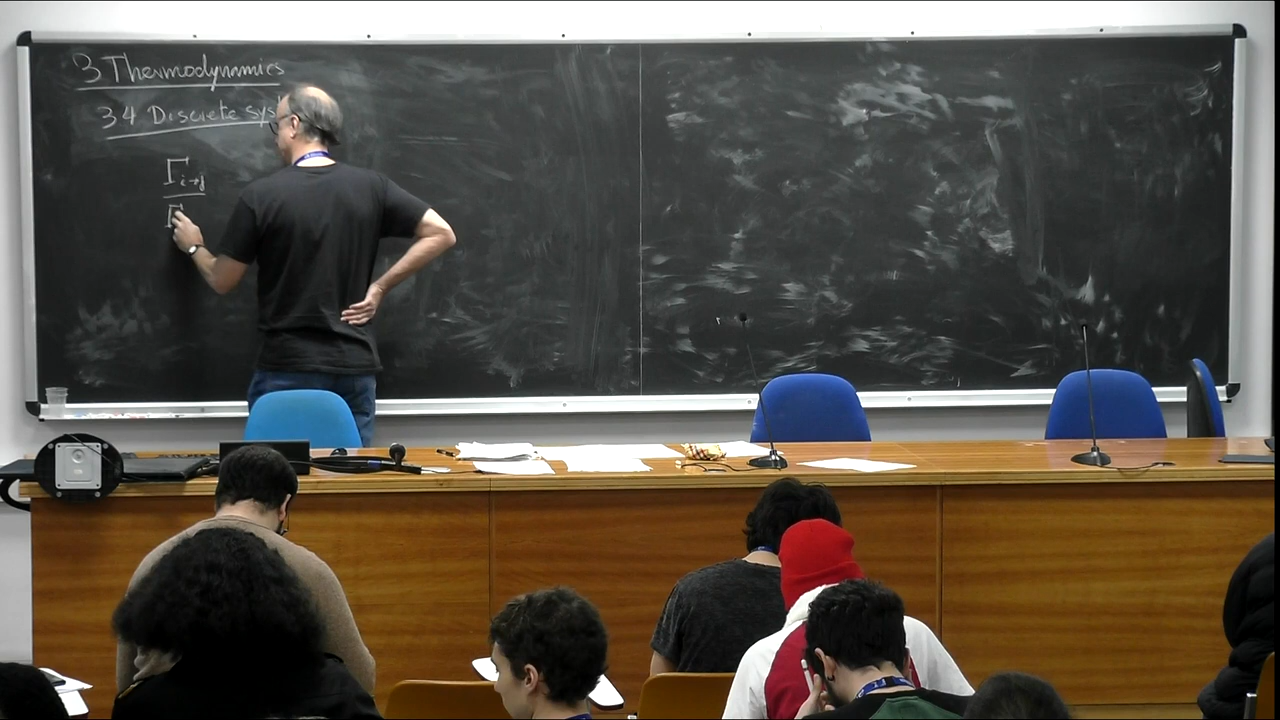 3 Thermodynamics
3.4 Discrete sys
Γi→j
Γ